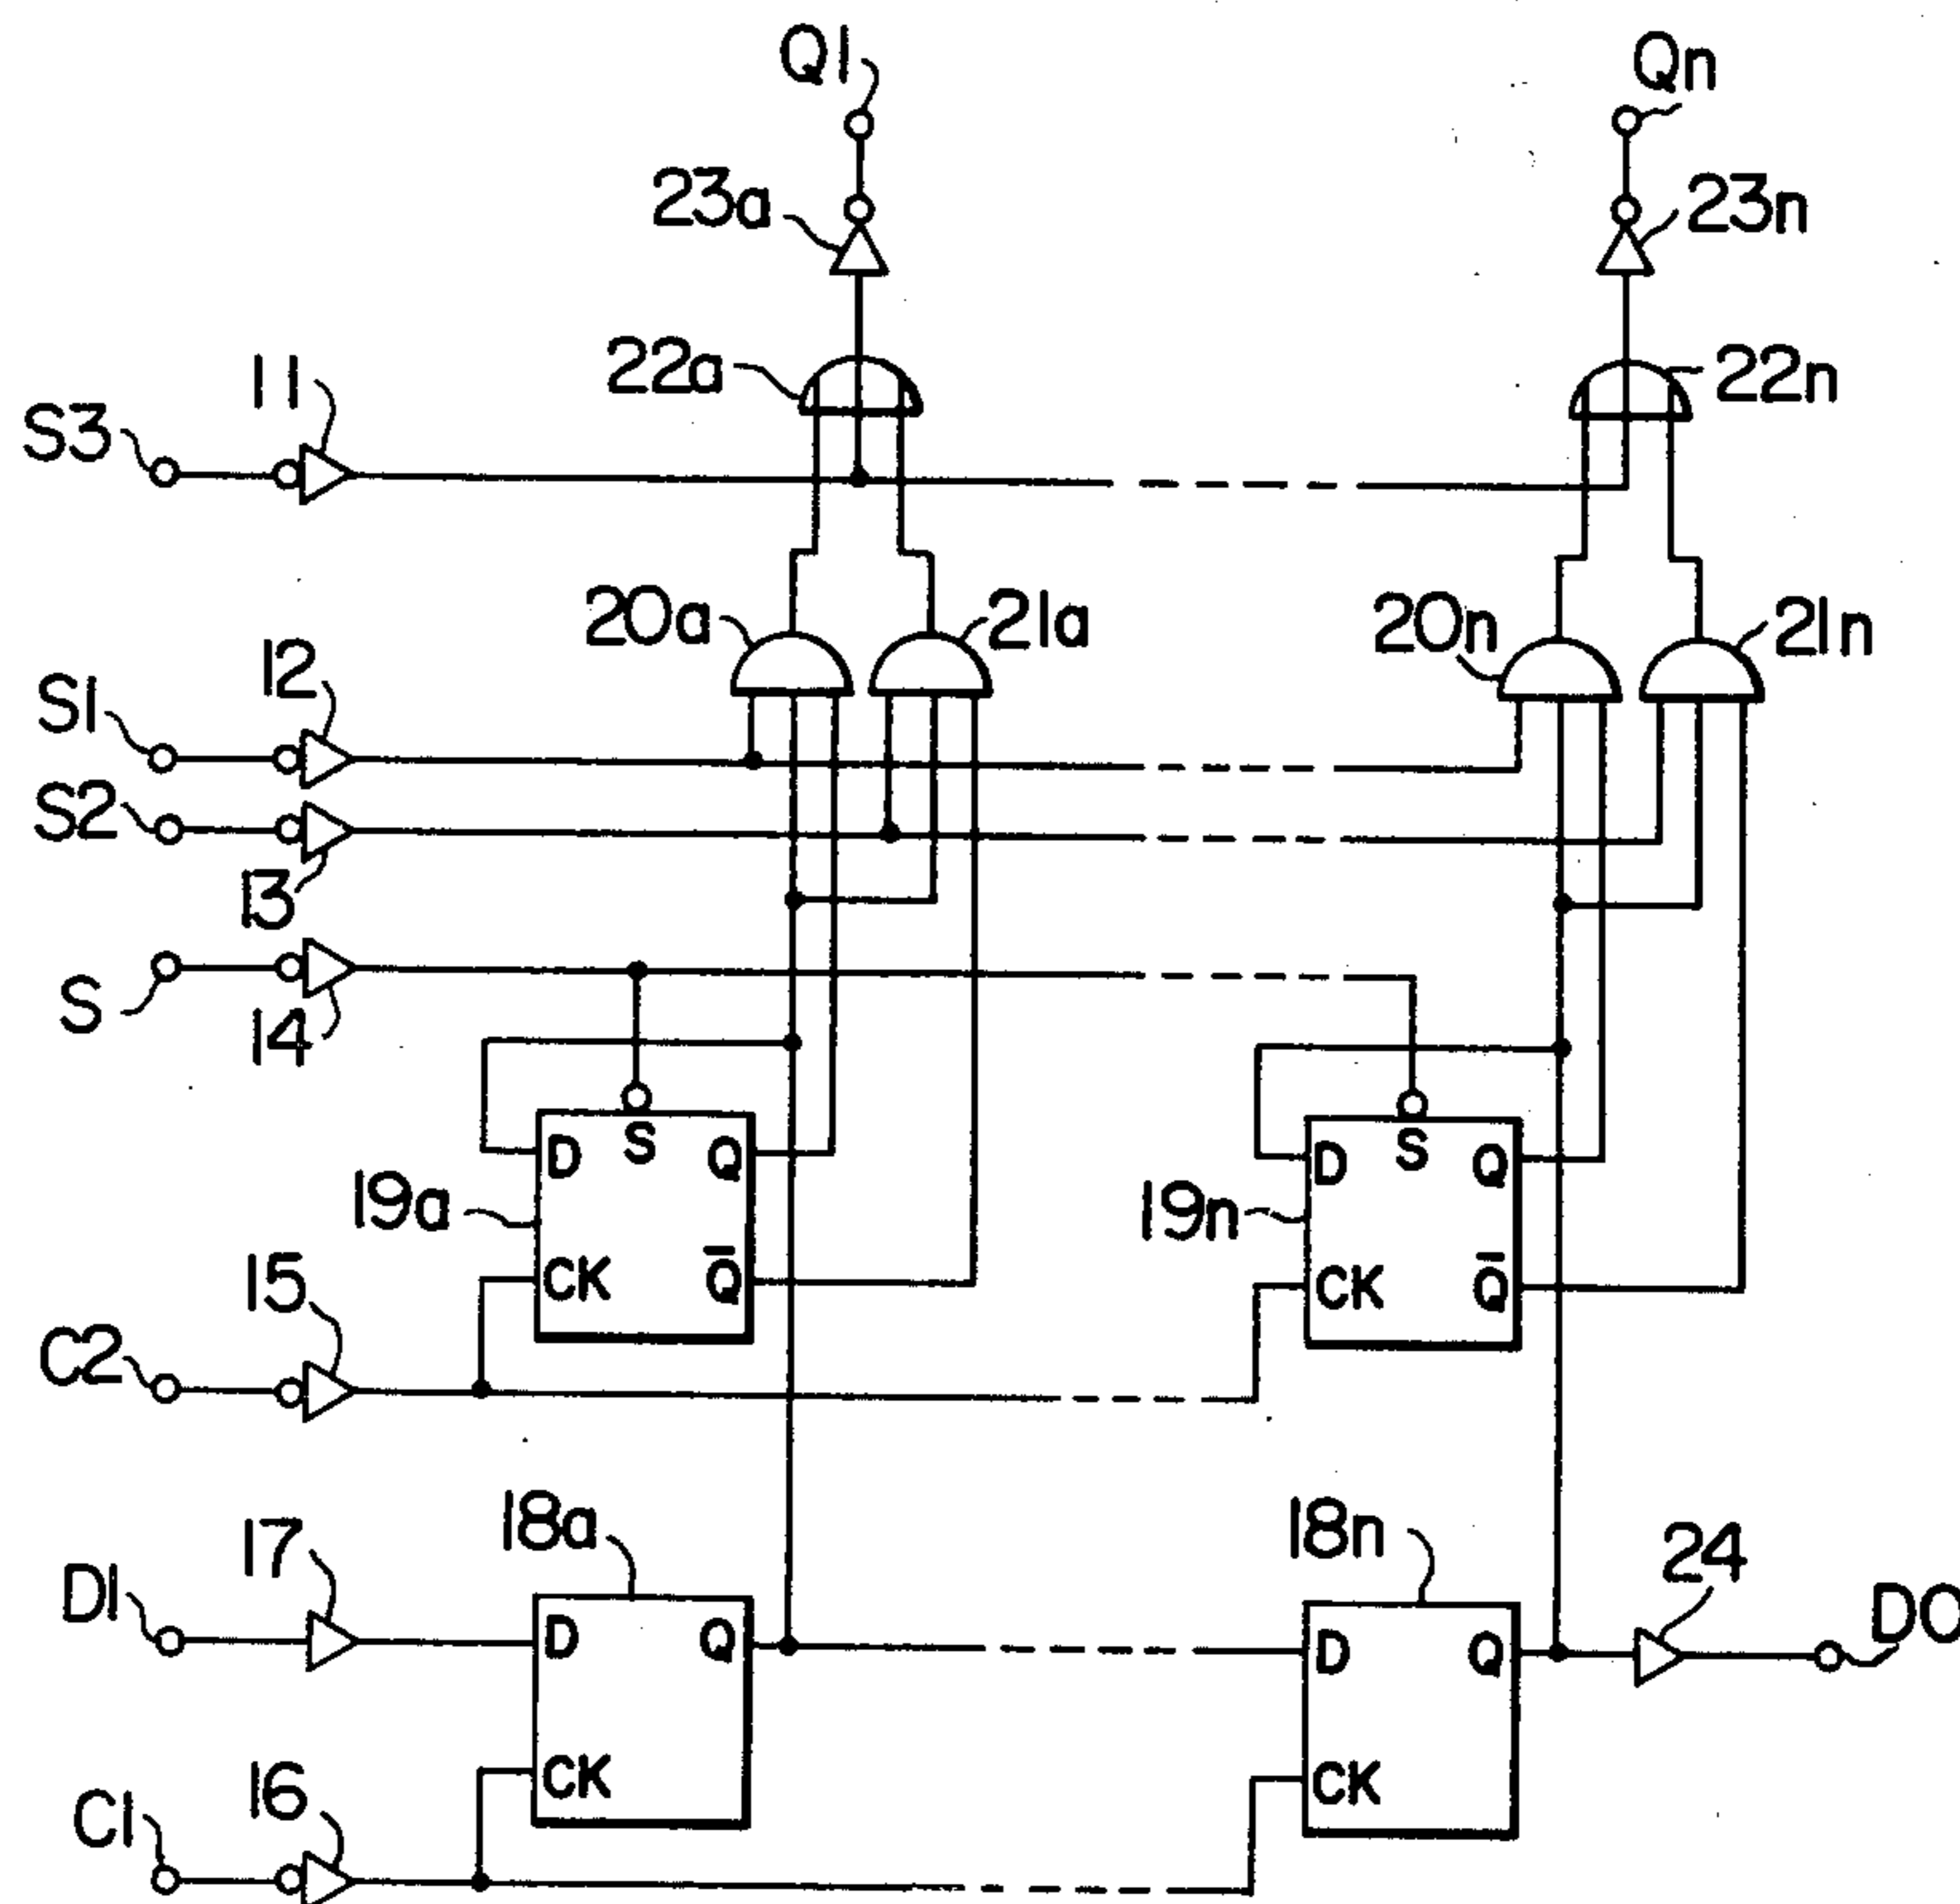 Q1
Qn
23a
23n
22a
22n
11
S3
20a
21a
20n
21n
12
S1
S2
13
S
14
D
S
Q
D
S
Q
19a
19n
CK
Q̅
CK
Q̅
15
C2
18a
18n
17
24
D1
D
Q
D
Q
DO
CK
CK
16
C1